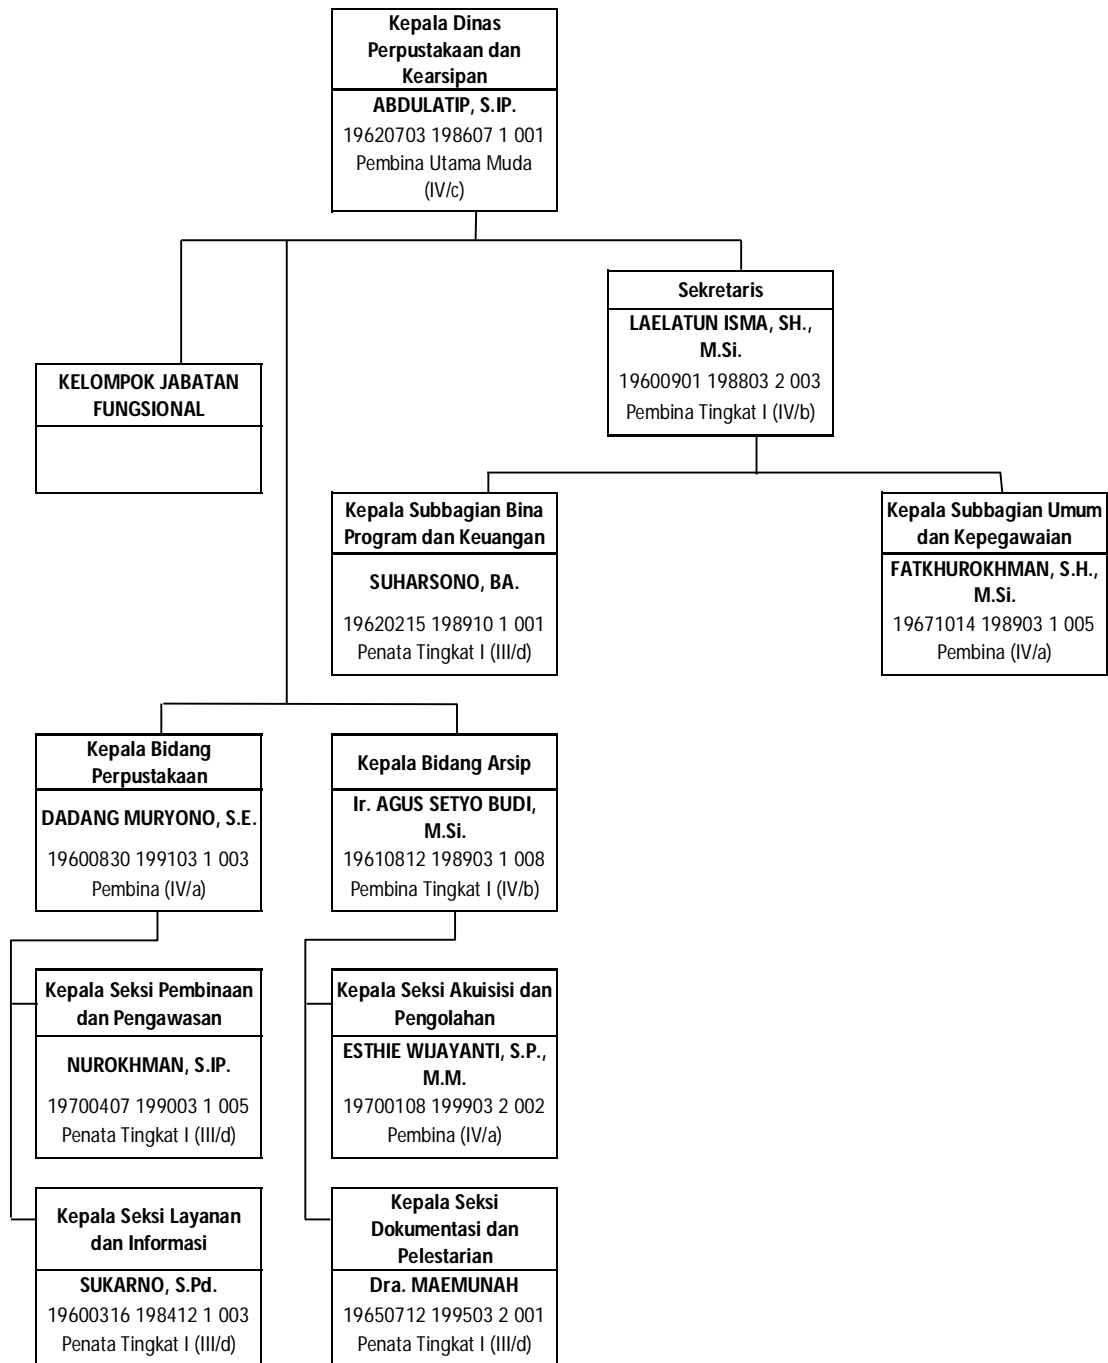 Kepala Dinas
Perpustakaan dan
Kearsipan
ABDULATIP, S.IP.
19620703 198607 1 001
Pembina Utama Muda
(IV/c)
Sekretaris
LAELATUN ISMA, SH.,
M.Si.
19600901 198803 2 003
Pembina Tingkat I (IV/b)
KELOMPOK JABATAN
FUNGSIONAL
Kepala Subbagian Bina
Program dan Keuangan
SUHARSONO, BA.
19620215 198910 1 001
Penata Tingkat I (III/d)
Kepala Subbagian Umum
dan Kepegawaian
FATKHUROKHMAN, S.H.,
M.Si.
19671014 198903 1 005
Pembina (IV/a)
Kepala Bidang
Perpustakaan
DADANG MURYONO, S.E.
19600830 199103 1 003
Pembina (IV/a)
Kepala Bidang Arsip
Ir. AGUS SETYO BUDI,
M.Si.
19610812 198903 1 008
Pembina Tingkat I (IV/b)
Kepala Seksi Pembinaan
dan Pengawasan
NUROKHMAN, S.IP.
19700407 199003 1 005
Penata Tingkat I (III/d)
Kepala Seksi Akuisisi dan
Pengolahan
ESTHIE WIJAYANTI, S.P.,
M.M.
19700108 199903 2 002
Pembina (IV/a)
Kepala Seksi Layanan
dan Informasi
SUKARNO, S.Pd.
19600316 198412 1 003
Penata Tingkat I (III/d)
Kepala Seksi
Dokumentasi dan
Pelestarian
Dra. MAEMUNAH
19650712 199503 2 001
Penata Tingkat I (III/d)